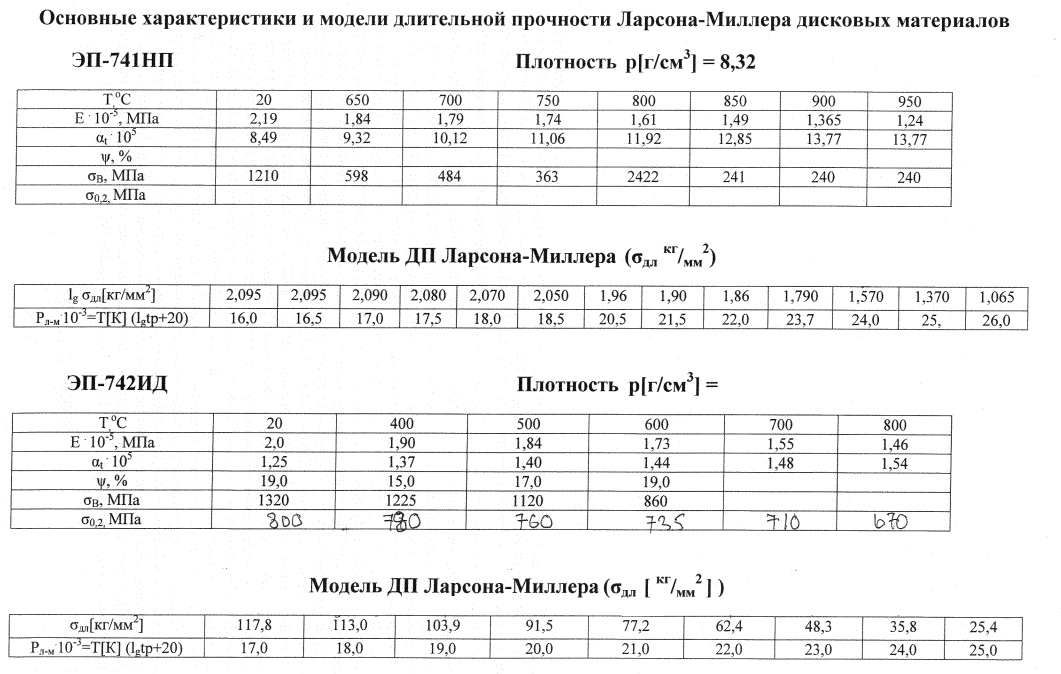 Основные характеристики и модели длительной прочности Ларсона-Миллера дисковых материалов
ЭП-741НП Плотность p[г/см³] = 8,32
T,°C 20 650 700 750 800 850 900 950
E · 10⁻⁵, МПа 2,19 1,84 1,79 1,74 1,61 1,49 1,365 1,24
αt · 10⁵ 8,49 9,32 10,12 11,06 11,92 12,85 13,77 13,77
ψ, %
σВ, МПа 1210 598 484 363 2422 241 240 240
σ0,2, МПа
Модель ДП Ларсона-Миллера (σдл кг/мм²)
lg σдл[кг/мм²] 2,095 2,095 2,090 2,080 2,070 2,050 1,96 1,90 1,86 1,790 1,570 1,370 1,065
Pл-м·10⁻³=T[K] (lgtp+20) 16,0 16,5 17,0 17,5 18,0 18,5 20,5 21,5 22,0 23,7 24,0 25, 26,0
ЭП-742ИД Плотность p[г/см³] =
T,°C 20 400 500 600 700 800
E · 10⁻⁵, МПа 2,0 1,90 1,84 1,73 1,55 1,46
αt · 10⁵ 1,25 1,37 1,40 1,44 1,48 1,54
ψ, % 19,0 15,0 17,0 19,0
σВ, МПа 1320 1225 1120 860
σ0,2, МПа 800 780 760 735 710 670
Модель ДП Ларсона-Миллера (σдл [ кг/мм² ] )
σдл[кг/мм²] 117,8 113,0 103,9 91,5 77,2 62,4 48,3 35,8 25,4
Pл-м·10⁻³=T[K] (lgtp+20) 17,0 18,0 19,0 20,0 21,0 22,0 23,0 24,0 25,0